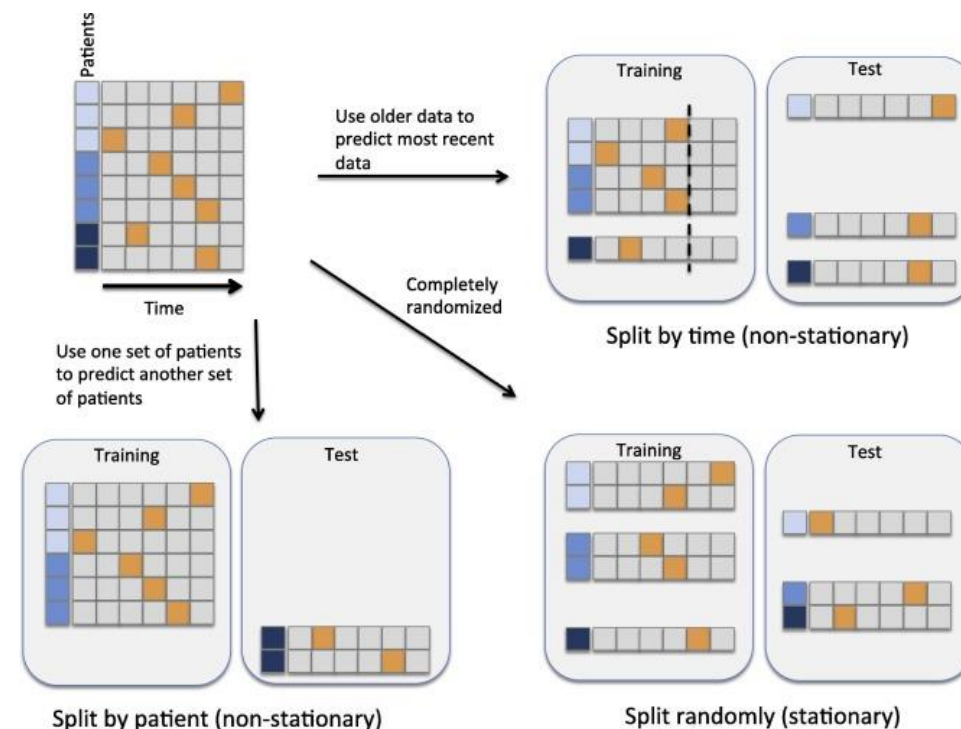 Patients
Time
Use older data to
predict most recent
data
Training
Test
Split by time (non-stationary)
Completely
randomized
Use one set of patients
to predict another set
of patients
Training
Test
Split by patient (non-stationary)
Training
Test
Split randomly (stationary)